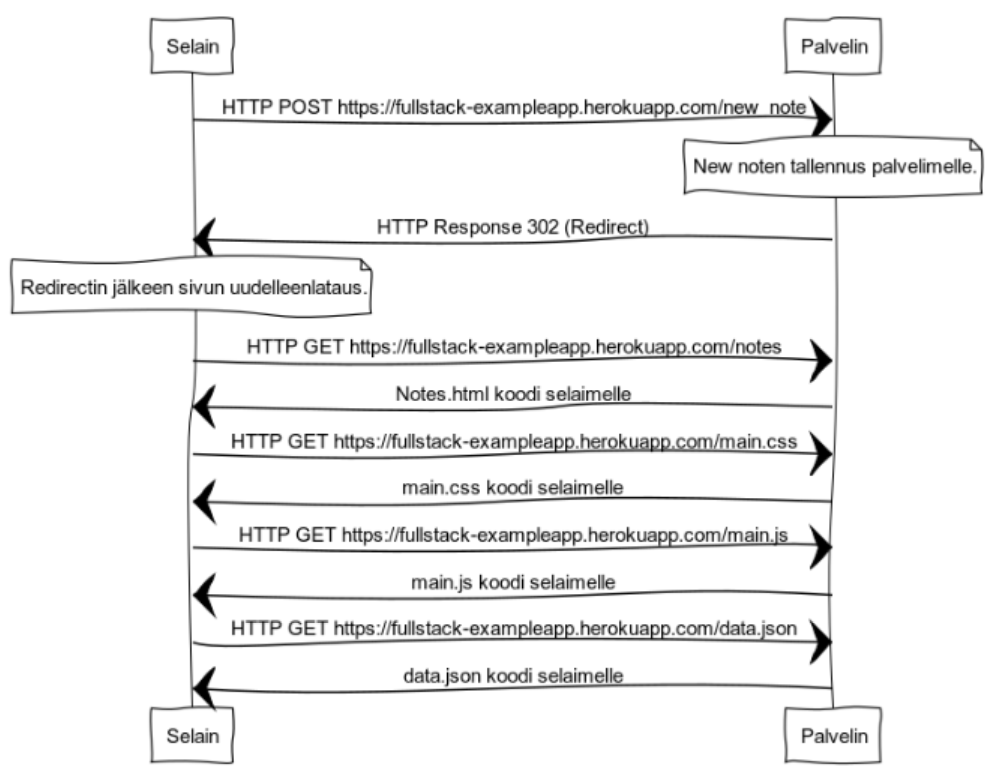 Selain
Palvelin
HTTP POST https://fullstack-exampleapp.herokuapp.com/new_note
New noten tallennus palvelimelle.
HTTP Response 302 (Redirect)
Redirectin jälkeen sivun uudelleenlataus.
HTTP GET https://fullstack-exampleapp.herokuapp.com/notes
Notes.html koodi selaimelle
HTTP GET https://fullstack-exampleapp.herokuapp.com/main.css
main.css koodi selaimelle
HTTP GET https://fullstack-exampleapp.herokuapp.com/main.js
main.js koodi selaimelle
HTTP GET https://fullstack-exampleapp.herokuapp.com/data.json
data.json koodi selaimelle
Selain
Palvelin